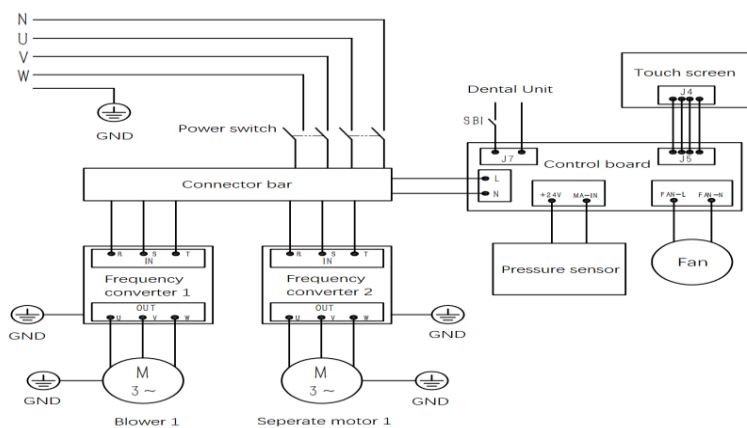 N
U
V
W
GND
Power switch
Connector bar
Dental Unit
SBI
J7
Control board
L
N
+24V
MA-IN
Pressure sensor
Touch screen
J4
J5
FAN-L
FAN-N
Fan
R S T
IN
Frequency
converter 1
OUT
U V W
GND
M
3 ~
GND
Blower 1
R S T
IN
Frequency
converter 2
OUT
U V W
GND
M
3 ~
GND
Seperate motor 1